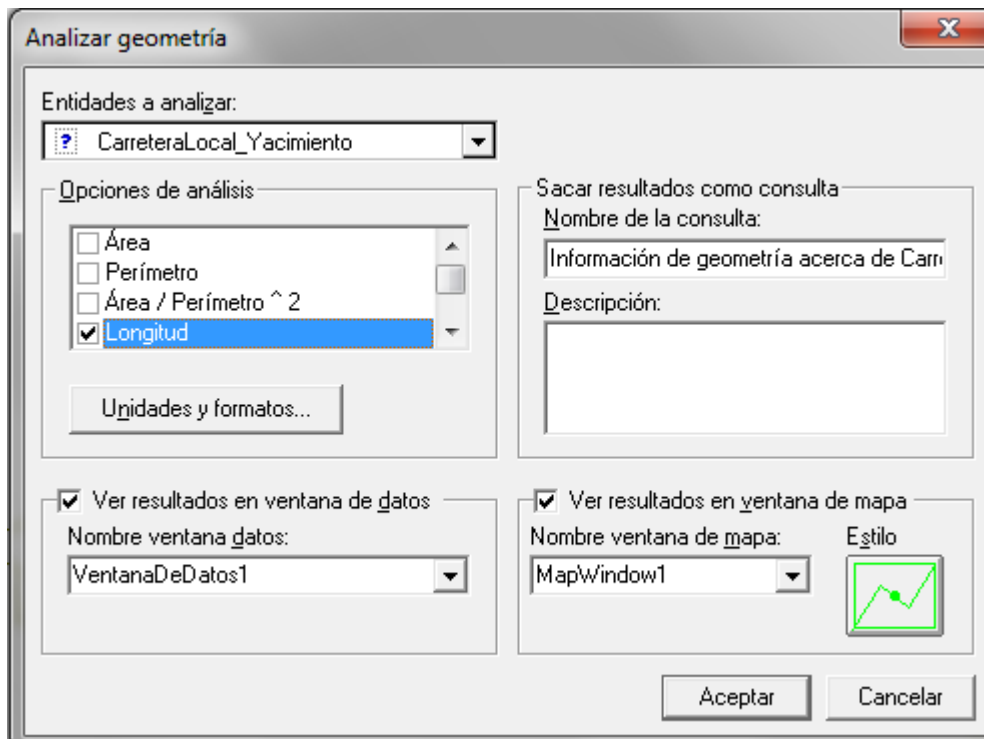 Analizar geometría
Entidades a analizar:
? CarreteraLocal_Yacimiento
Opciones de análisis
Área
Perímetro
Área / Perímetro ^ 2
Longitud
Unidades y formatos...
Sacar resultados como consulta
Nombre de la consulta:
Información de geometría acerca de Carr
Descripción:
Ver resultados en ventana de datos
Nombre ventana datos:
VentanaDeDatos1
Ver resultados en ventana de mapa
Nombre ventana de mapa:
Estilo
MapWindow1
Aceptar
Cancelar